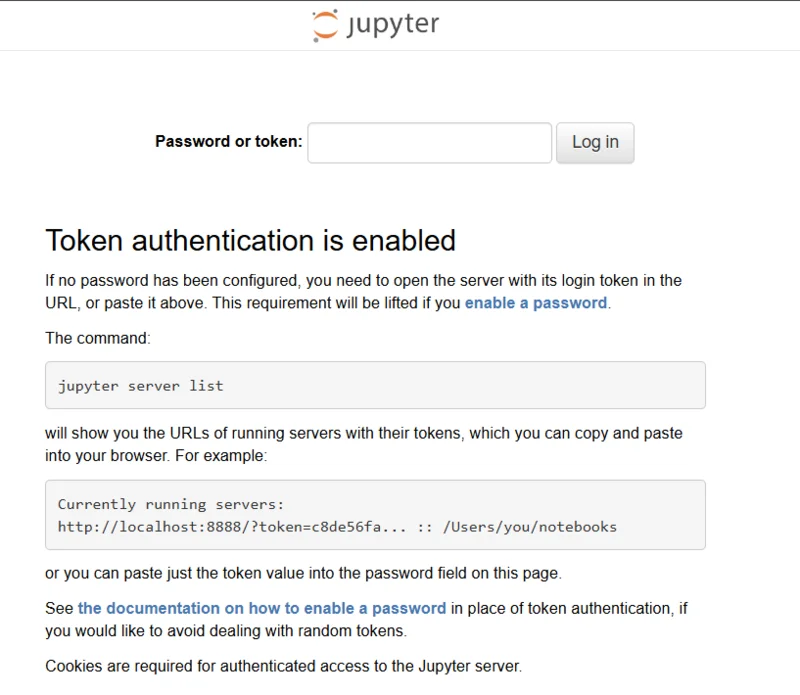 jupyter
Password or token:
Log in
Token authentication is enabled
If no password has been configured, you need to open the server with its login token in the
URL, or paste it above. This requirement will be lifted if you enable a password.
The command:
jupyter server list
will show you the URLs of running servers with their tokens, which you can copy and paste
into your browser. For example:
Currently running servers:
http://localhost:8888/?token=c8de56fa... :: /Users/you/notebooks
or you can paste just the token value into the password field on this page.
See the documentation on how to enable a password in place of token authentication, if
you would like to avoid dealing with random tokens.
Cookies are required for authenticated access to the Jupyter server.